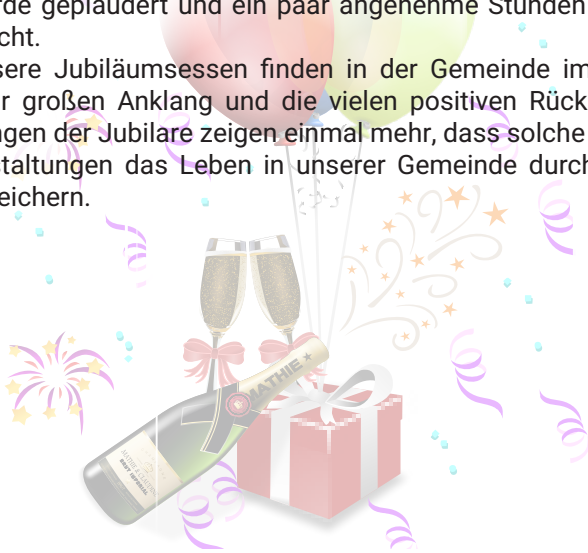 rde geplaudert und ein paar angenehme Stunden
cht.
sere Jubiläumsessen finden in der Gemeinde im
r großen Anklang und die vielen positiven Rück
ngen der Jubilare zeigen einmal mehr, dass solche
staltungen das Leben in unserer Gemeinde durch
eichern.
MATHIE
BRUT IMPERIAL